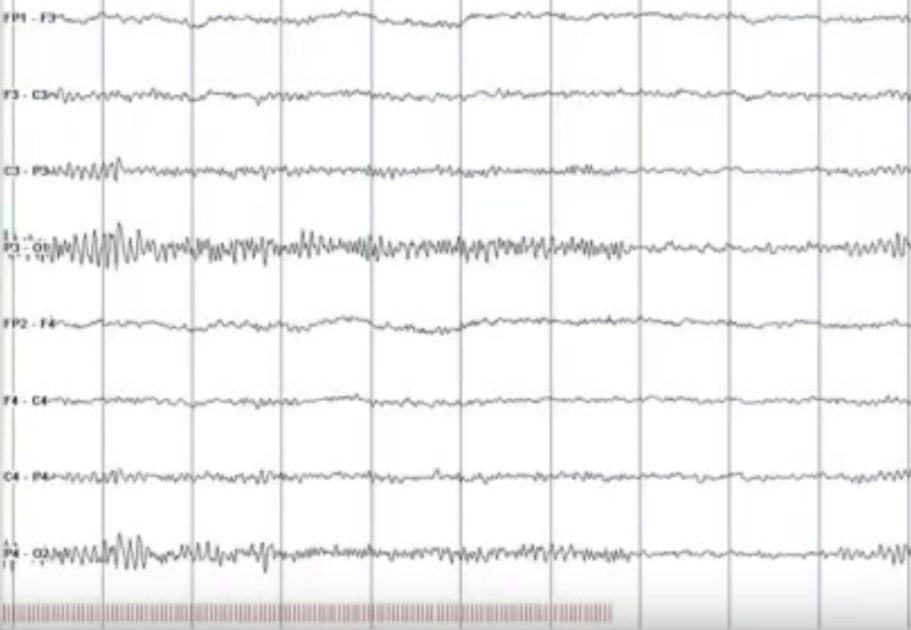 FP1 - F3
F3 - C3
C3 - P3
P3 - O1
FP2 - F4
F4 - C4
C4 - P4
P4 - O2